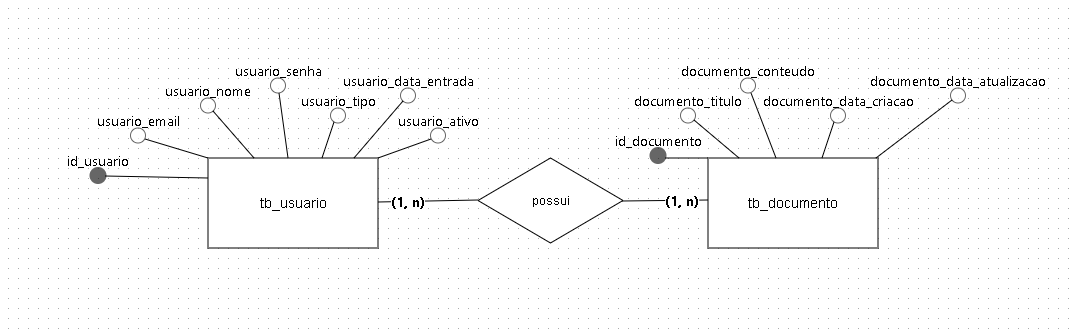 usuario_senha
usuario_nome
usuario_data_entrada
usuario_tipo
usuario_email
usuario_ativo
id_usuario
tb_usuario
(1, n)
possui
(1, n)
documento_conteudo
documento_data_atualizacao
documento_titulo
documento_data_criacao
id_documento
tb_documento